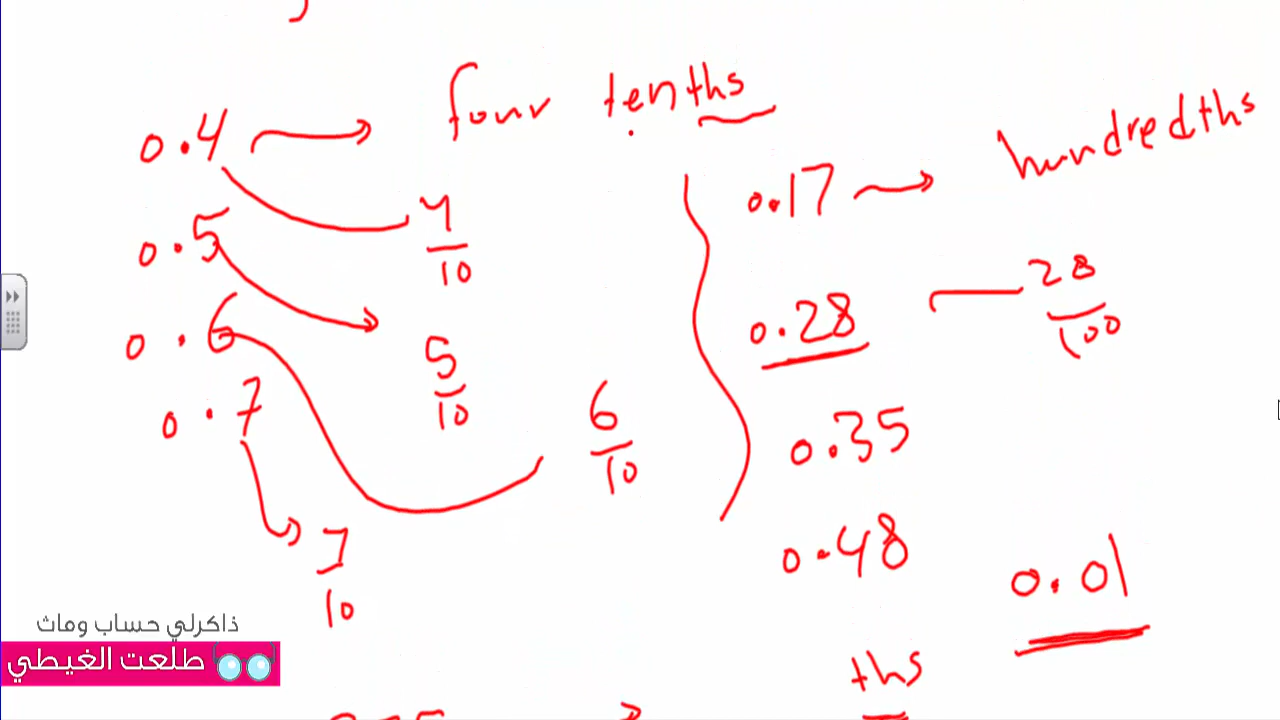 0.4 → four tenths
4/10
0.5
5/10
0.6
6/10
0.7
7/10
0.17 → hundredths
0.28
28/100
0.35
0.48
0.01
ths
ذاكرلي حساب وماث
طلعت الغيطي